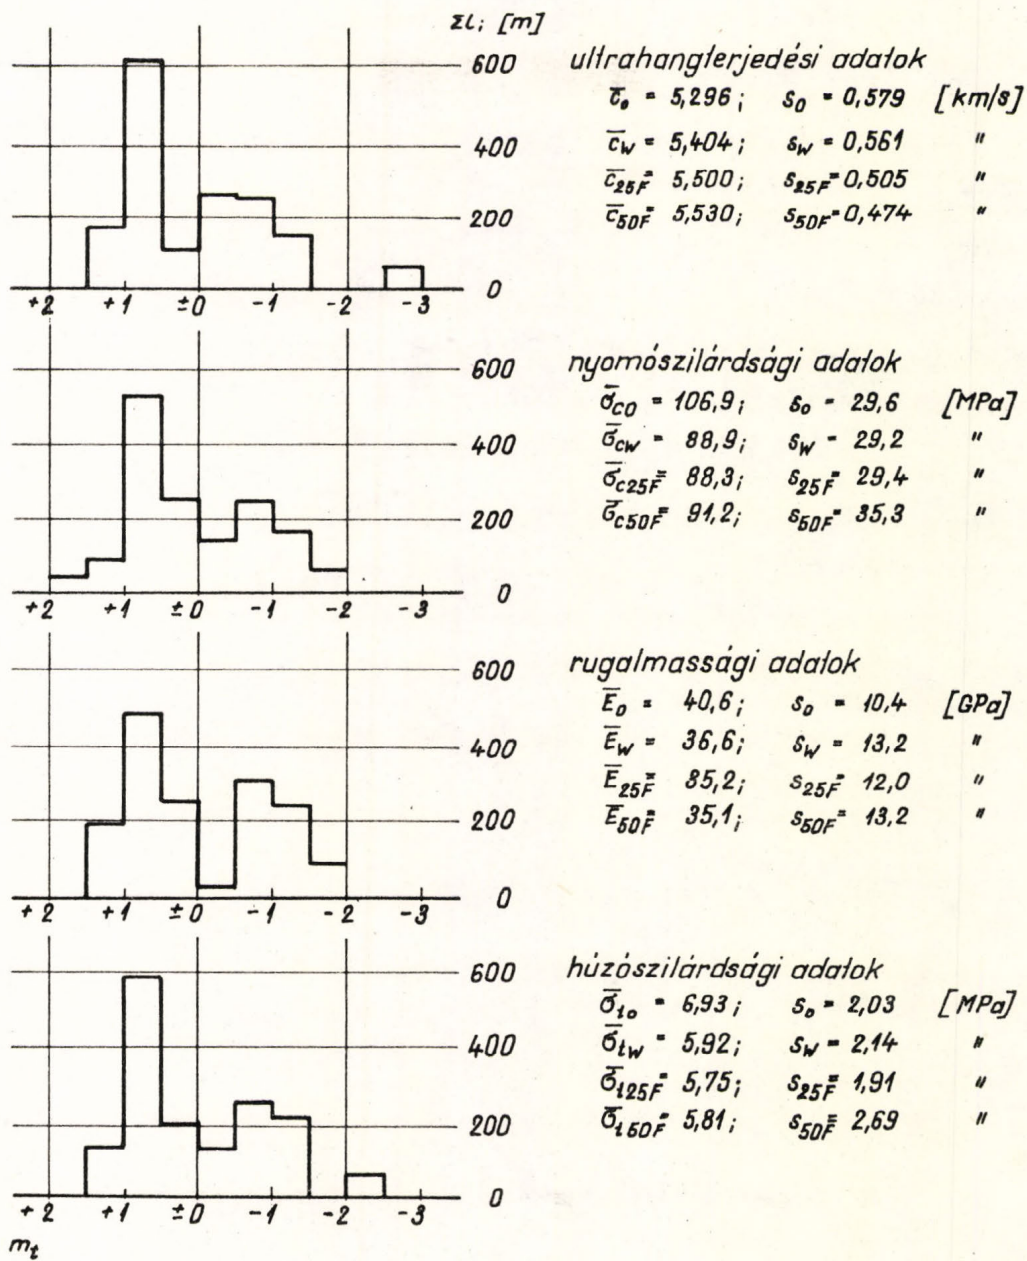 Σl; [m]
600
400
200
0
+2 +1 ±0 -1 -2 -3
ultrahangterjedési adatok
c̄₀ = 5,296; s₀ = 0,579 [km/s]
c̄w = 5,404; sw = 0,561 "
c̄25F = 5,500; s25F = 0,505 "
c̄50F = 5,530; s50F = 0,474 "
600
400
200
0
+2 +1 ±0 -1 -2 -3
nyomószilárdsági adatok
σ̄c0 = 106,9; s₀ = 29,6 [MPa]
σ̄cw = 88,9; sw = 29,2 "
σ̄c25F = 88,3; s25F = 29,4 "
σ̄c50F = 91,2; s50F = 35,3 "
600
400
200
0
+2 +1 ±0 -1 -2 -3
rugalmassági adatok
Ē₀ = 40,6; s₀ = 10,4 [GPa]
Ēw = 36,6; sw = 13,2 "
Ē25F = 35,2; s25F = 12,0 "
Ē50F = 35,1; s50F = 13,2 "
600
400
200
0
+2 +1 ±0 -1 -2 -3
mt
húzószilárdsági adatok
σ̄t0 = 6,93; s₀ = 2,03 [MPa]
σ̄tw = 5,92; sw = 2,14 "
σ̄t25F = 5,75; s25F = 1,91 "
σ̄t50F = 5,81; s50F = 2,69 "